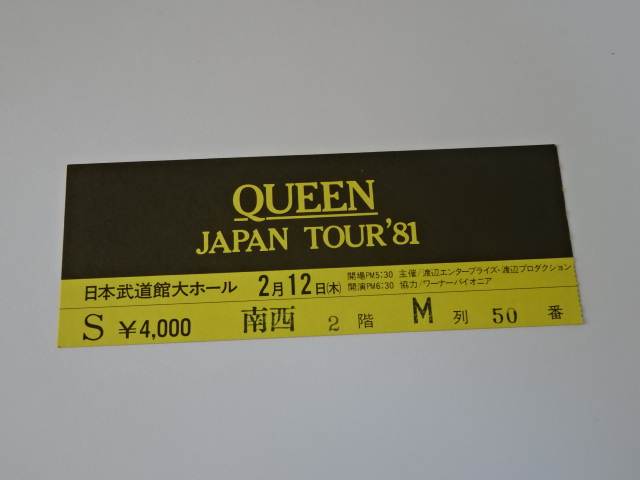 QUEEN
JAPAN TOUR'81
日本武道館大ホール 2月12日(木) 開場PM5:30 主催/渡辺エンタープライズ・渡辺プロダクション
開演PM6:30 協力/ワーナーパイオニア
S ¥4,000 南西 2 階 M 列 50 番